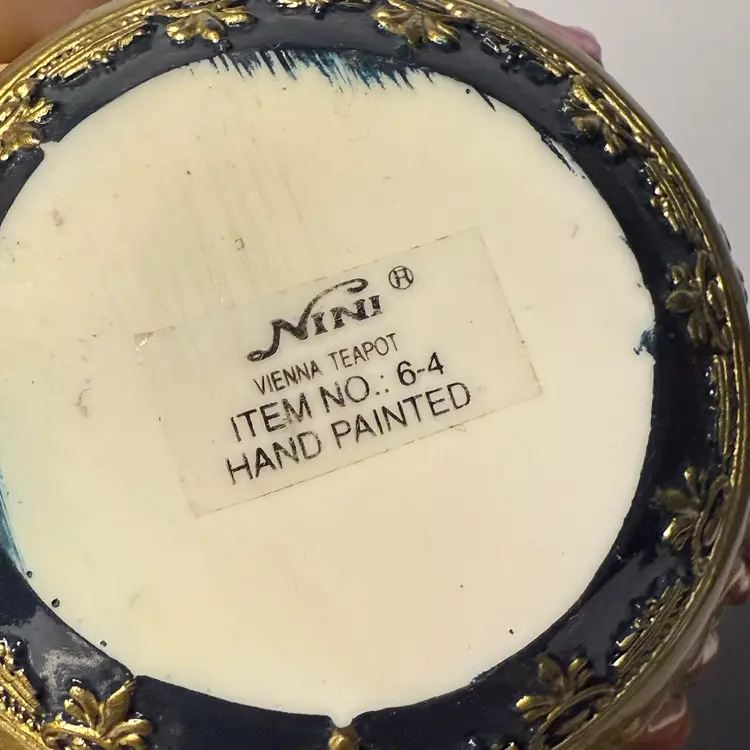 NINI Ⓗ
VIENNA TEAPOT
ITEM NO.: 6-4
HAND PAINTED